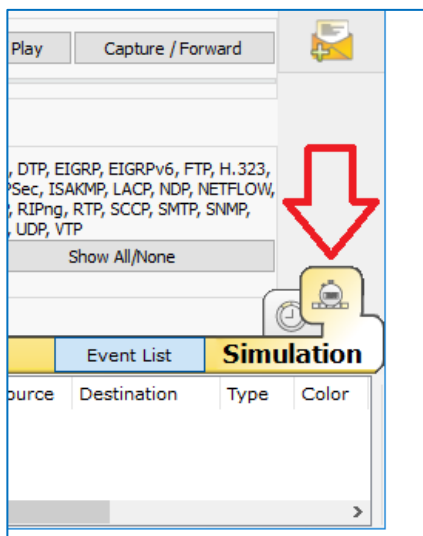 Play Capture / Forward
, DTP, EIGRP, EIGRPv6, FTP, H.323,
PSec, ISAKMP, LACP, NDP, NETFLOW,
, RIPng, RTP, SCCP, SMTP, SNMP,
, UDP, VTP
Show All/None
Event List Simulation
ource Destination Type Color